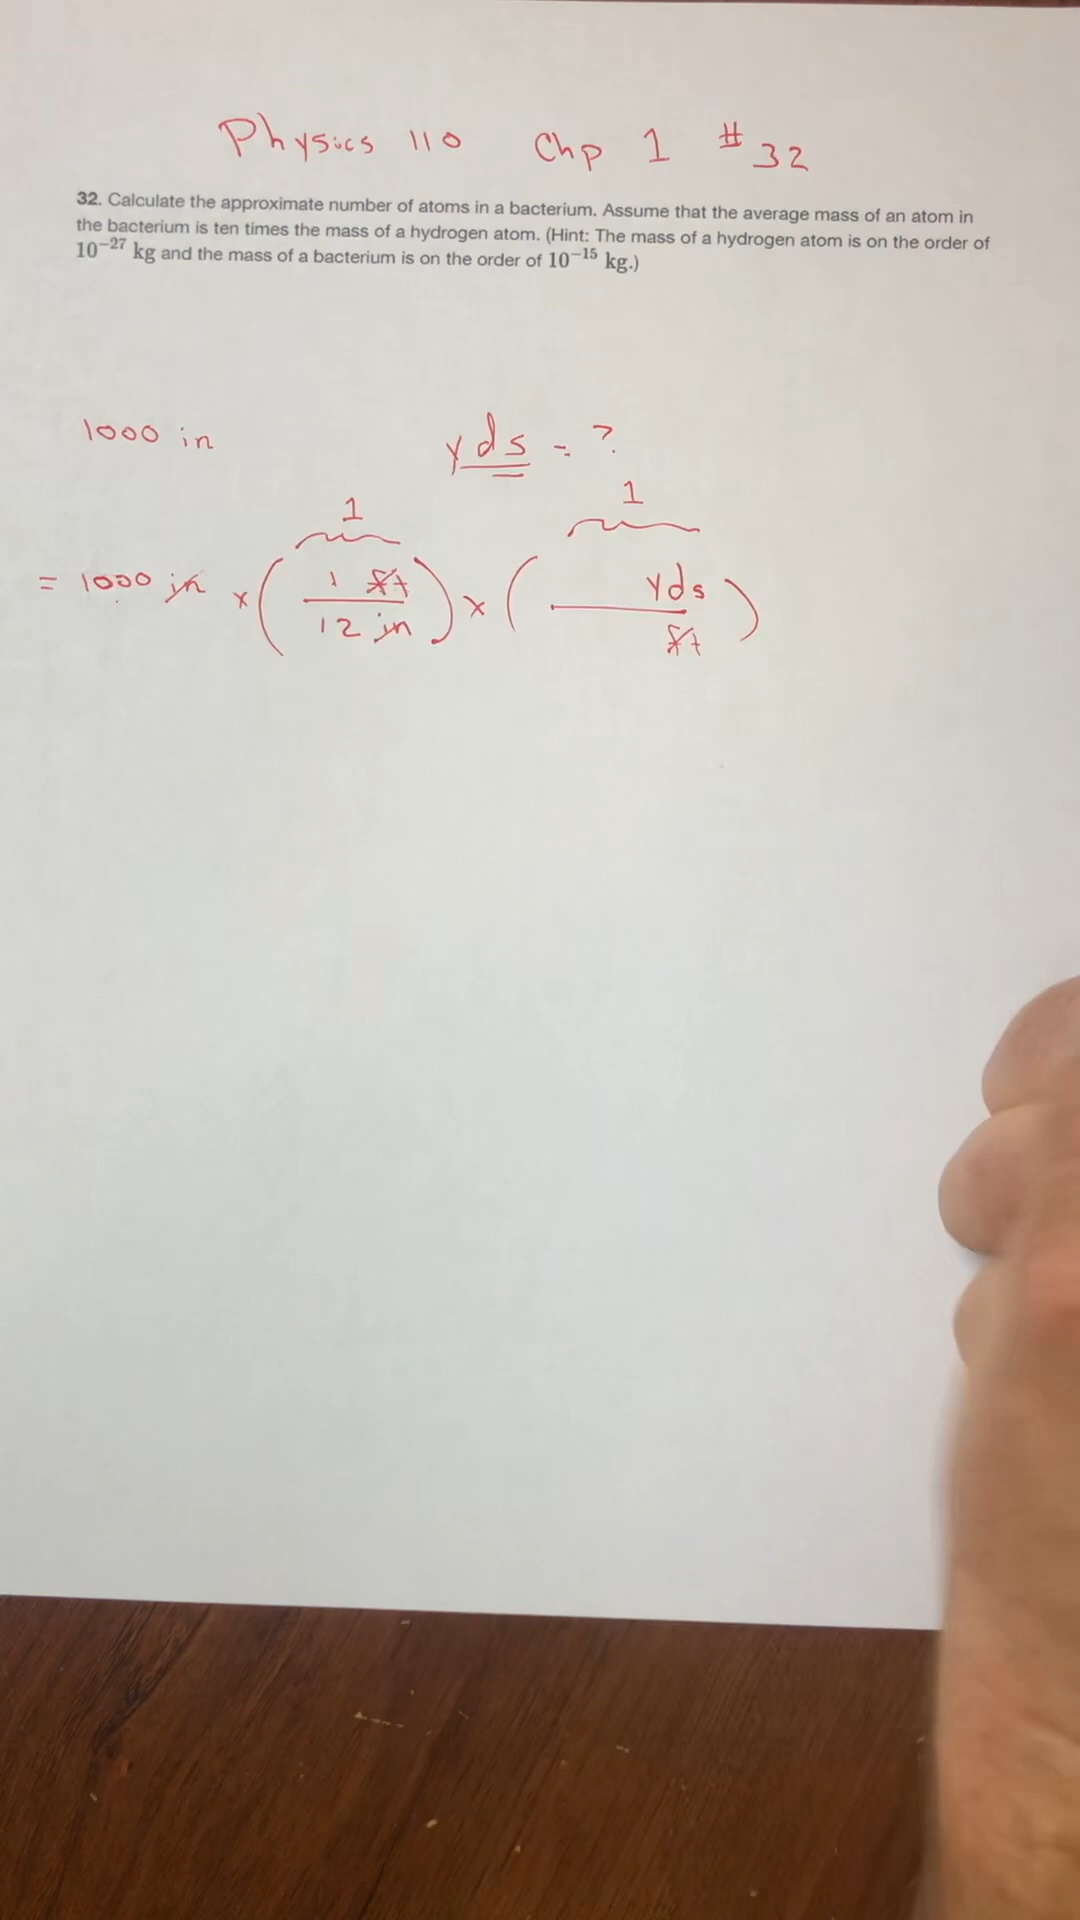 Physics 110 Chp 1 #32
32. Calculate the approximate number of atoms in a bacterium. Assume that the average mass of an atom in
the bacterium is ten times the mass of a hydrogen atom. (Hint: The mass of a hydrogen atom is on the order of
10⁻²⁷ kg and the mass of a bacterium is on the order of 10⁻¹⁵ kg.)
1000 in yds = ?
1 1
= 1000 in × (1 ft / 12 in) × ( yds / ft)